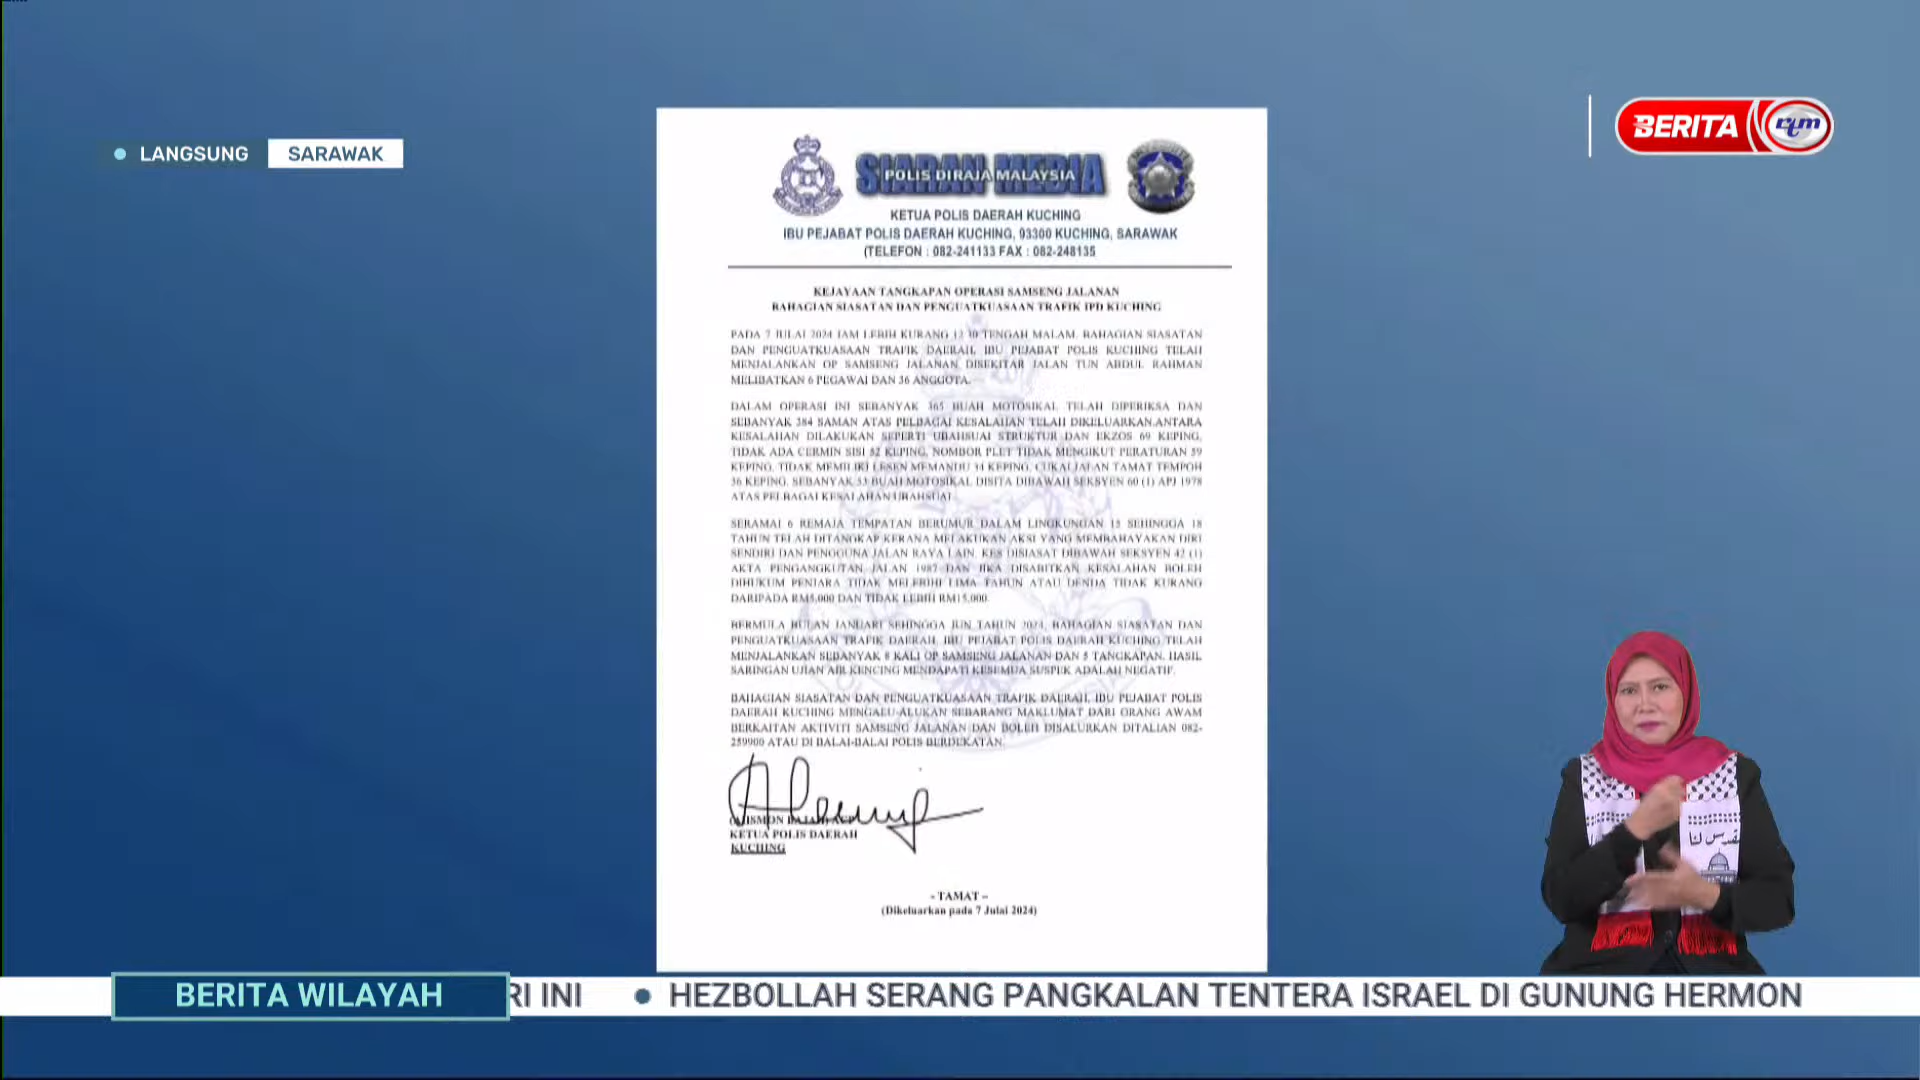 LANGSUNG SARAWAK
BERITA rtm
SIARAN MEDIA
POLIS DIRAJA MALAYSIA
KETUA POLIS DAERAH KUCHING
IBU PEJABAT POLIS DAERAH KUCHING, 93300 KUCHING, SARAWAK
(TELEFON : 082-241133 FAX : 082-248135
KEJAYAAN TANGKAPAN OPERASI SAMSENG JALANAN
BAHAGIAN SIASATAN DAN PENGUATKUASAAN TRAFIK IPD KUCHING
PADA 7 JULAI 2024 JAM LEBIH KURANG 12.30 TENGAH MALAM, BAHAGIAN SIASATAN
DAN PENGUATKUASAAN TRAFIK DAERAH, IBU PEJABAT POLIS KUCHING TELAH
MENJALANKAN OP SAMSENG JALANAN DISEKITAR JALAN TUN ABDUL RAHMAN
MELIBATKAN 6 PEGAWAI DAN 36 ANGGOTA.
DALAM OPERASI INI SEBANYAK 365 BUAH MOTOSIKAL TELAH DIPERIKSA DAN
SEBANYAK 284 SAMAN ATAS PELBAGAI KESALAHAN TELAH DIKELUARKAN.ANTARA
KESALAHAN DILAKUKAN SEPERTI UBAHSUAI STRUKTUR DAN EKZOS 69 KEPING,
TIDAK ADA CERMIN SISI 52 KEPING, NOMBOR PLET TIDAK MENGIKUT PERATURAN 59
KEPING, TIDAK MEMILIKI LESEN MEMANDU 34 KEPING, CUKAI JALAN TAMAT TEMPOH
36 KEPING. SEBANYAK 53 BUAH MOTOSIKAL DISITA DIBAWAH SEKSYEN 60 (1) APJ 1978
ATAS PELBAGAI KESALAHAN UBAHSUAI.
SERAMAI 6 REMAJA TEMPATAN BERUMUR DALAM LINGKUNGAN 15 SEHINGGA 18
TAHUN TELAH DITANGKAP KERANA MELAKUKAN AKSI YANG MEMBAHAYAKAN DIRI
SENDIRI DAN PENGGUNA JALAN RAYA LAIN. KES DISIASAT DIBAWAH SEKSYEN 42 (1)
AKTA PENGANGKUTAN JALAN 1987 DAN JIKA DISABITKAN KESALAHAN BOLEH
DIHUKUM PENJARA TIDAK MELEBIHI LIMA TAHUN ATAU DENDA TIDAK KURANG
DARIPADA RM5,000 DAN TIDAK LEBIH RM15,000.
BERMULA BULAN JANUARI SEHINGGA JUN TAHUN 2024, BAHAGIAN SIASATAN DAN
PENGUATKUASAAN TRAFIK DAERAH, IBU PEJABAT POLIS DAERAH KUCHING TELAH
MENJALANKAN SEBANYAK 8 KALI OP SAMSENG JALANAN DAN 5 TANGKAPAN. HASIL
SARINGAN UJIAN AIR KENCING MENDAPATI KESEMUA SUSPEK ADALAH NEGATIF.
BAHAGIAN SIASATAN DAN PENGUATKUASAAN TRAFIK DAERAH, IBU PEJABAT POLIS
DAERAH KUCHING MENGALU-ALUKAN SEBARANG MAKLUMAT DARI ORANG AWAM
BERKAITAN AKTIVITI SAMSENG JALANAN DAN BOLEH DISALURKAN DITALIAN 082-
259900 ATAU DI BALAI-BALAI POLIS BERDEKATAN.
KETUA POLIS DAERAH
KUCHING
- TAMAT –
(Dikeluarkan pada 7 Julai 2024)
BERITA WILAYAH RI INI • HEZBOLLAH SERANG PANGKALAN TENTERA ISRAEL DI GUNUNG HERMON